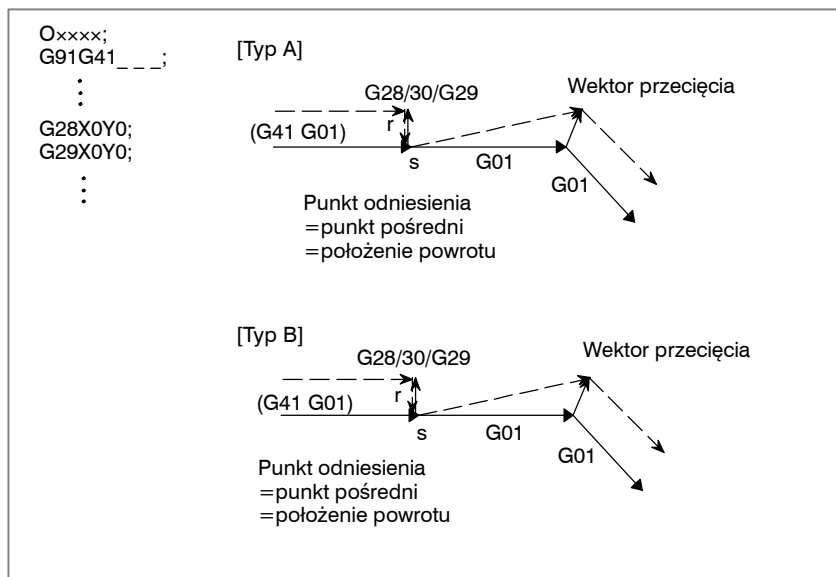 O××××;
G91G41_ _ _;
G28X0Y0;
G29X0Y0;
[Typ A]
G28/30/G29
Wektor przecięcia
(G41 G01)
r
s
G01
G01
Punkt odniesienia
=punkt pośredni
=położenie powrotu
[Typ B]
G28/30/G29
Wektor przecięcia
(G41 G01)
r
s
G01
G01
Punkt odniesienia
=punkt pośredni
=położenie powrotu